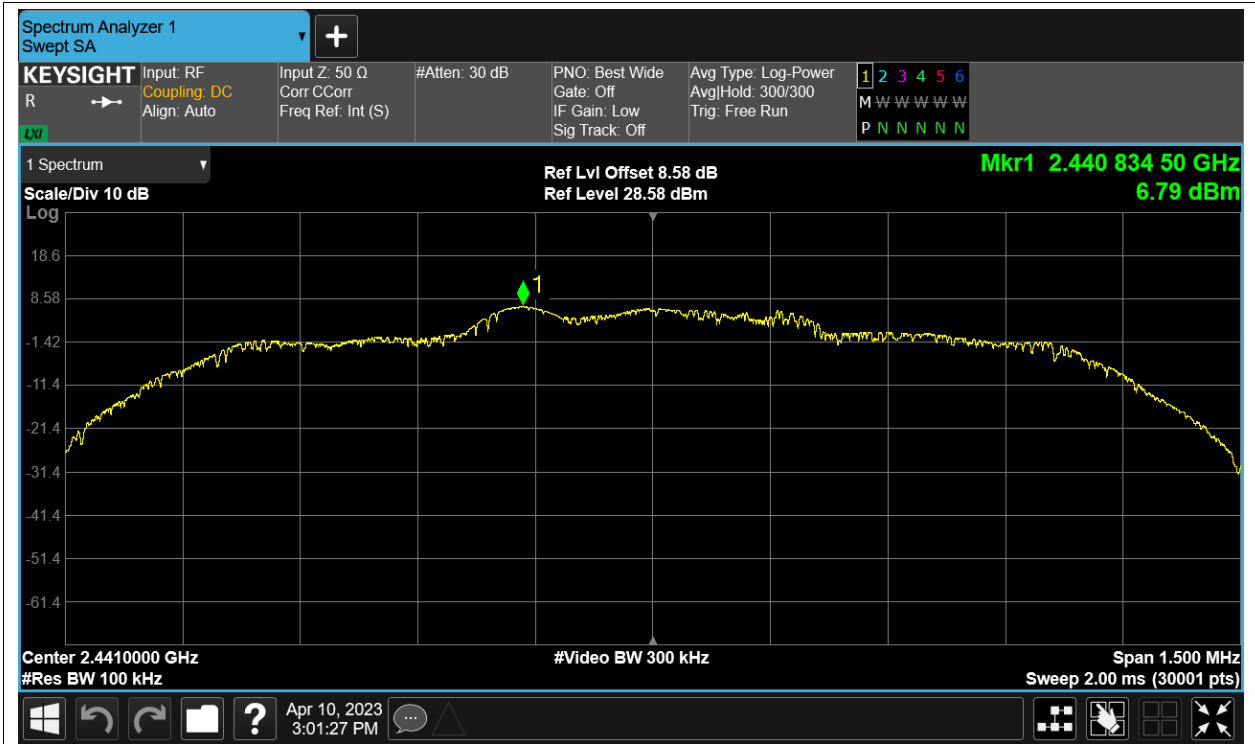 Spectrum Analyzer 1
Swept SA
KEYSIGHT
R
LXI
Input: RF
Coupling: DC
Align: Auto
Input Z: 50 Ω
Corr CCorr
Freq Ref: Int (S)
#Atten: 30 dB
PNO: Best Wide
Gate: Off
IF Gain: Low
Sig Track: Off
Avg Type: Log-Power
Avg|Hold: 300/300
Trig: Free Run
1 2 3 4 5 6
M W W W W W
P N N N N N
1 Spectrum
Scale/Div 10 dB
Log
Ref Lvl Offset 8.58 dB
Ref Level 28.58 dBm
Mkr1 2.440 834 50 GHz
6.79 dBm
18.6
8.58
-1.42
-11.4
-21.4
-31.4
-41.4
-51.4
-61.4
1
Center 2.4410000 GHz
#Res BW 100 kHz
#Video BW 300 kHz
Span 1.500 MHz
Sweep 2.00 ms (30001 pts)
?
Apr 10, 2023
3:01:27 PM